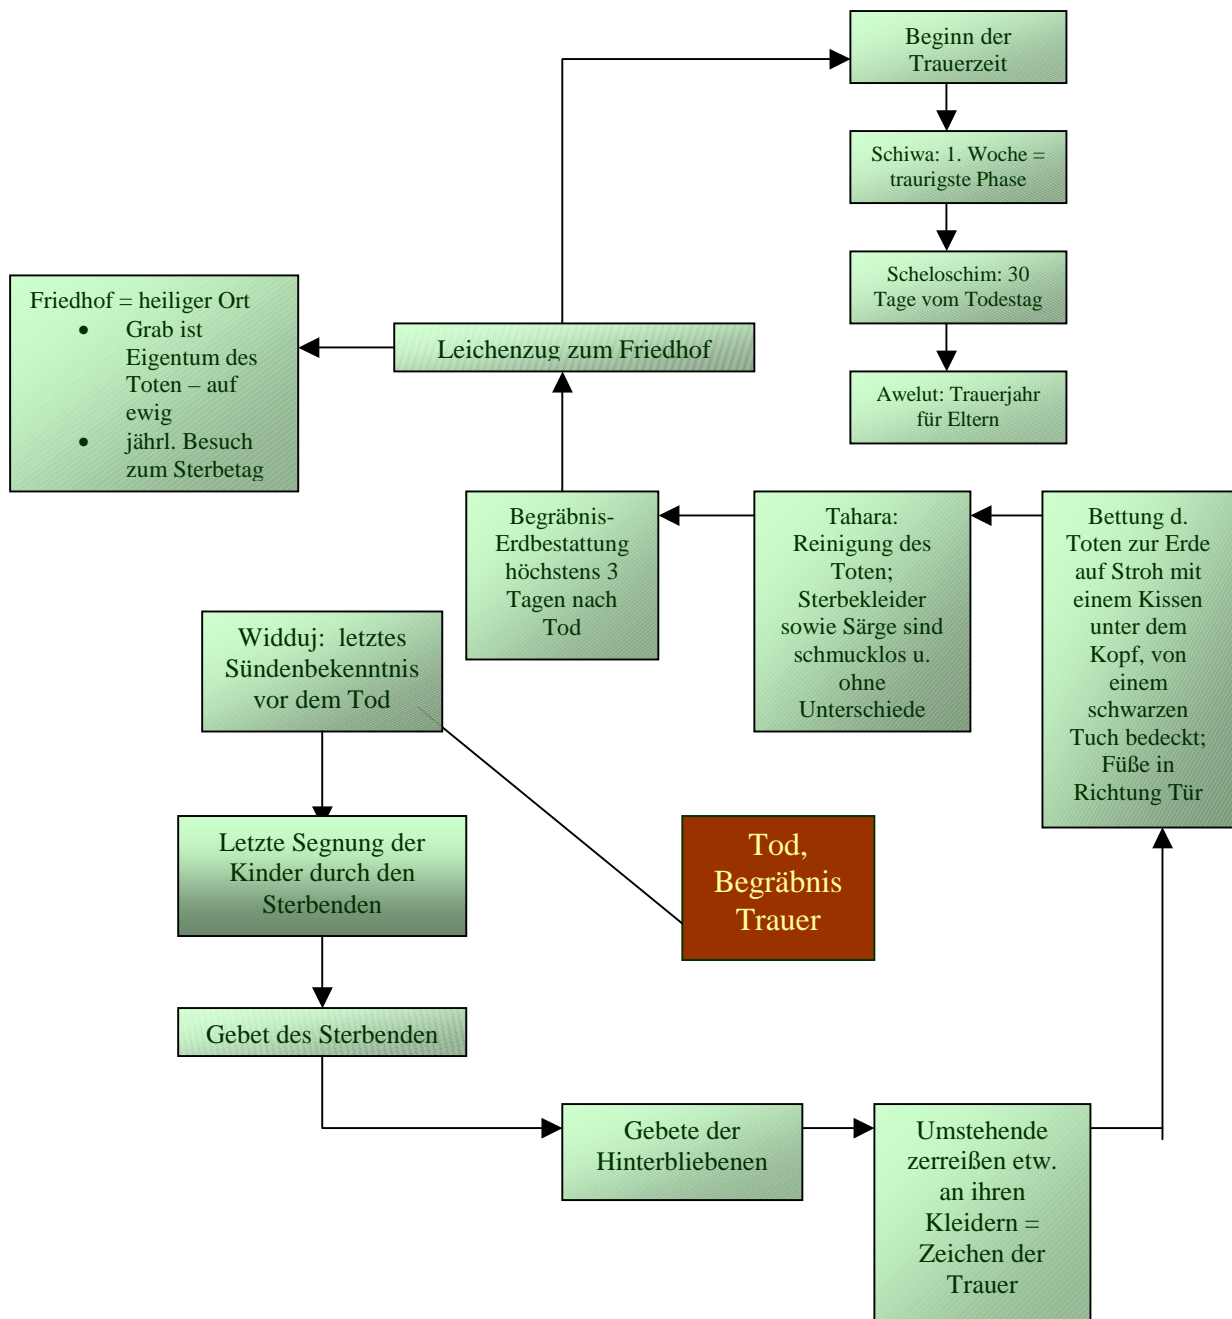 Beginn der
Trauerzeit
Schiwa: 1. Woche =
traurigste Phase
Scheloschim: 30
Tage vom Todestag
Awelut: Trauerjahr
für Eltern
Friedhof = heiliger Ort
• Grab ist
Eigentum des
Toten – auf
ewig
• jährl. Besuch
zum Sterbetag
Leichenzug zum Friedhof
Begräbnis-
Erdbestattung
höchstens 3
Tagen nach
Tod
Tahara:
Reinigung des
Toten;
Sterbekleider
sowie Särge sind
schmucklos u.
ohne
Unterschiede
Bettung d.
Toten zur Erde
auf Stroh mit
einem Kissen
unter dem
Kopf, von
einem
schwarzen
Tuch bedeckt;
Füße in
Richtung Tür
Widduj: letztes
Sündenbekenntnis
vor dem Tod
Letzte Segnung der
Kinder durch den
Sterbenden
Tod,
Begräbnis
Trauer
Gebet des Sterbenden
Gebete der
Hinterbliebenen
Umstehende
zerreißen etw.
an ihren
Kleidern =
Zeichen der
Trauer